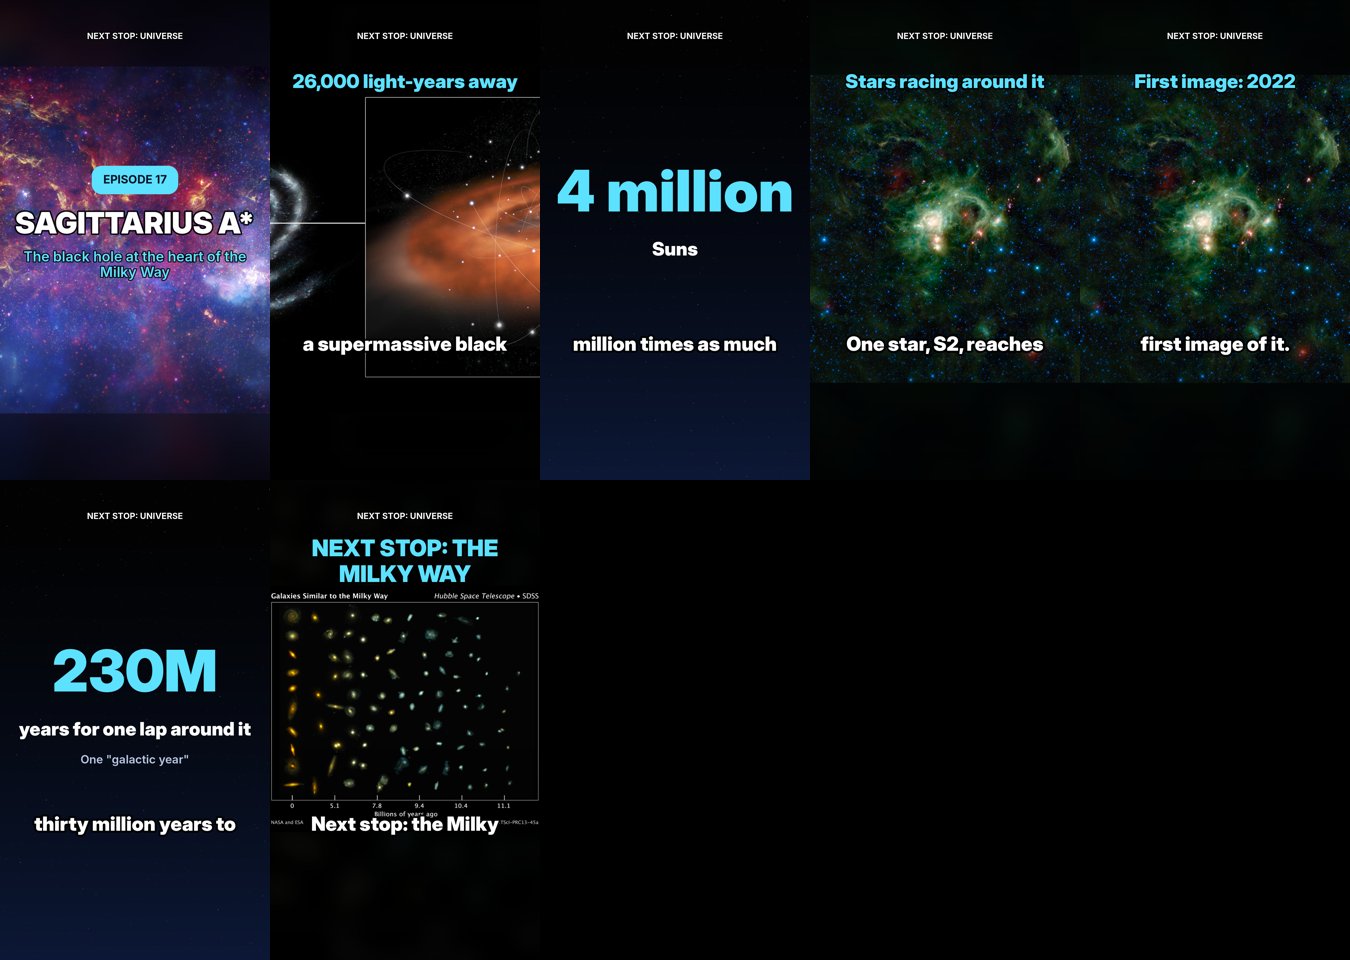 NEXT STOP: UNIVERSE
EPISODE 17
SAGITTARIUS A*
The black hole at the heart of the
Milky Way
NEXT STOP: UNIVERSE
26,000 light-years away
a supermassive black
NEXT STOP: UNIVERSE
4 million
Suns
million times as much
NEXT STOP: UNIVERSE
Stars racing around it
One star, S2, reaches
NEXT STOP: UNIVERSE
First image: 2022
first image of it.
NEXT STOP: UNIVERSE
230M
years for one lap around it
One "galactic year"
thirty million years to
NEXT STOP: UNIVERSE
NEXT STOP: THE
MILKY WAY
Galaxies Similar to the Milky Way
Hubble Space Telescope • SDSS
0 5.1 7.8 9.4 10.4 11.1
Billions of years ago
NASA and ESA
Next stop: the Milky